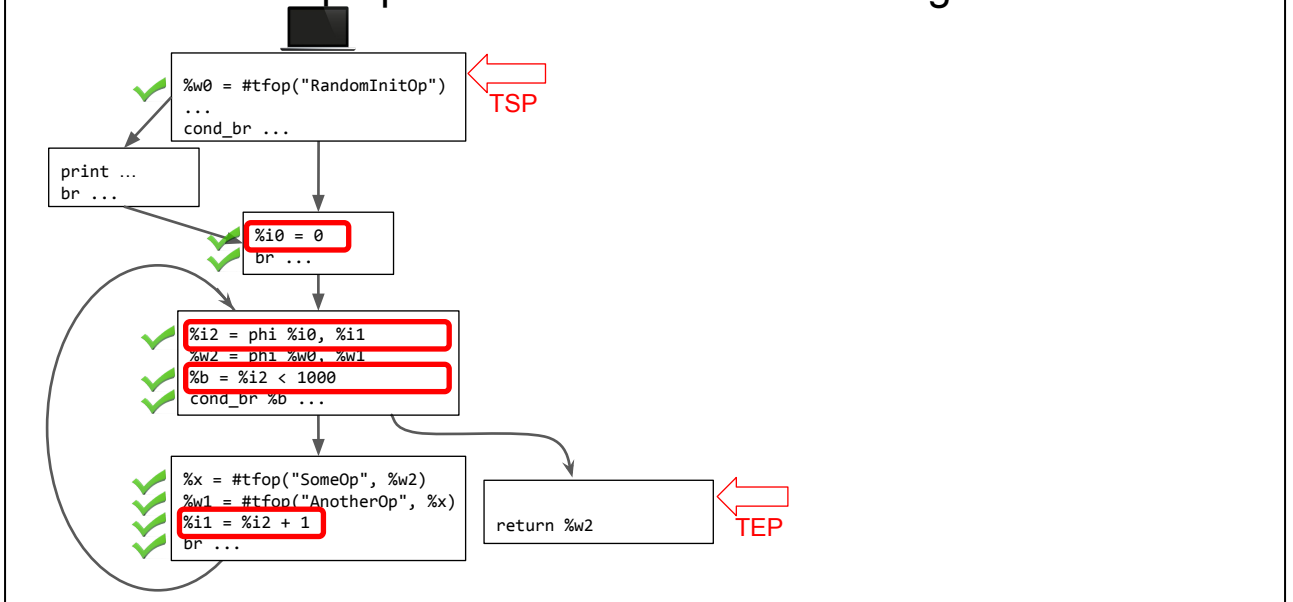 %w0 = #tfop("RandomInitOp")
...
cond_br ...
TSP
print ...
br ...
%i0 = 0
br ...
%i2 = phi %i0, %i1
%w2 = phi %w0, %w1
%b = %i2 < 1000
cond_br %b ...
%x = #tfop("SomeOp", %w2)
%w1 = #tfop("AnotherOp", %x)
%i1 = %i2 + 1
br ...
return %w2
TEP